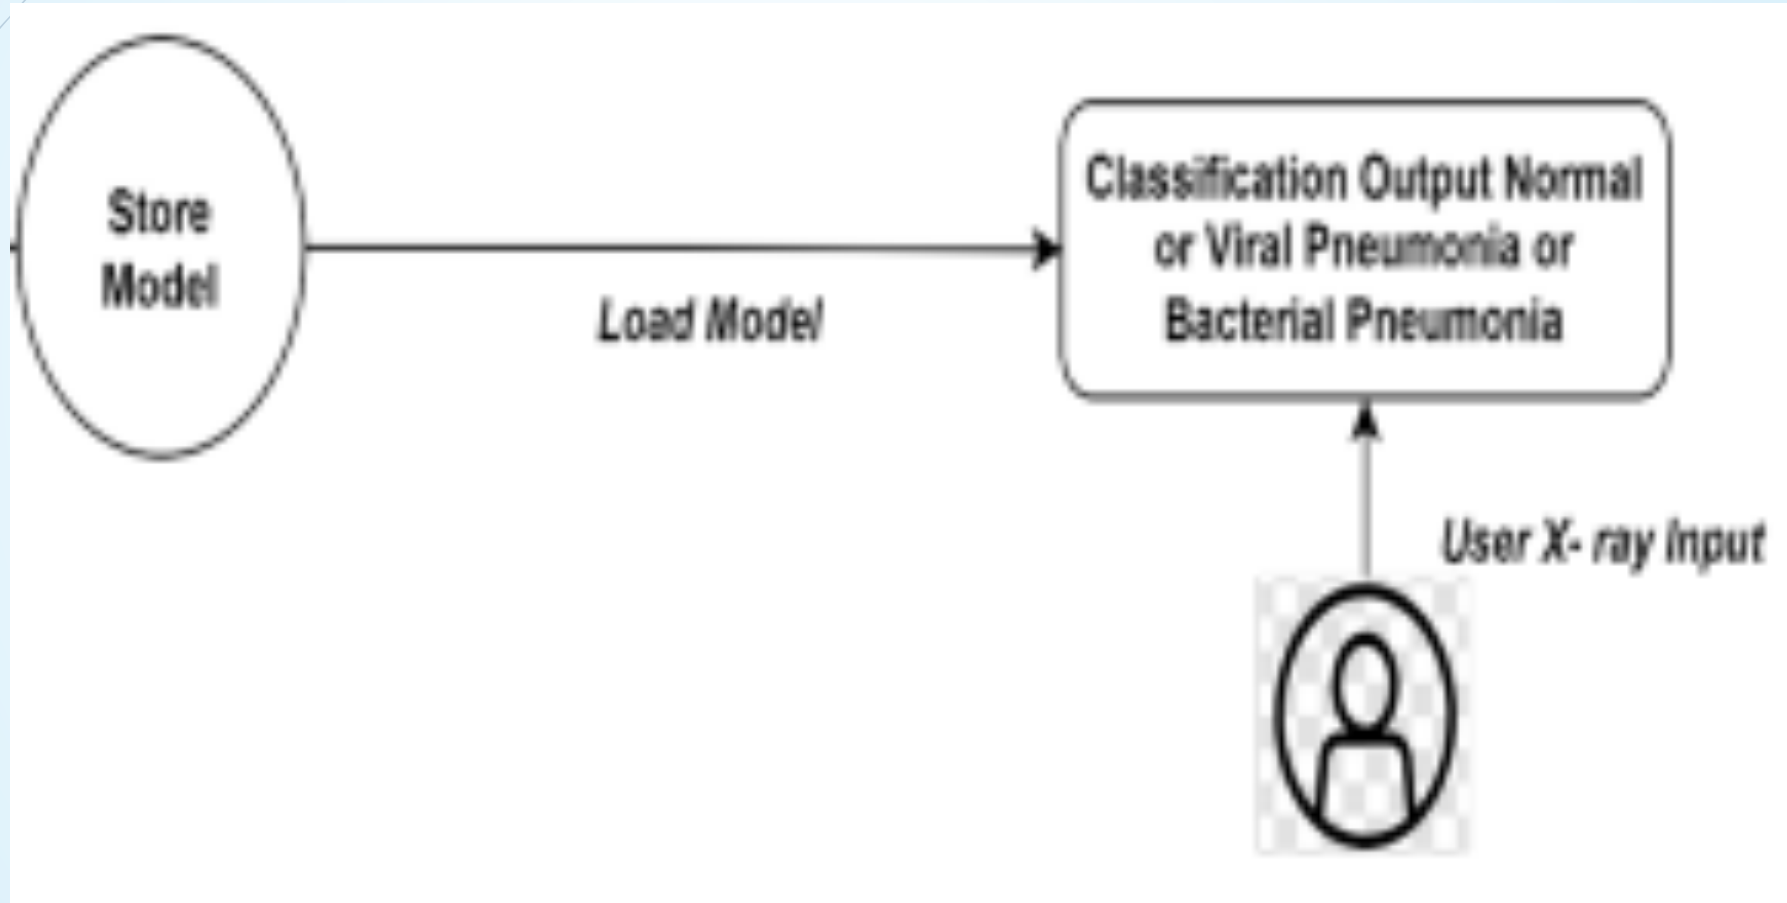 Store
Model
Load Model
Classification Output Normal
or Viral Pneumonia or
Bacterial Pneumonia
User X- ray Input